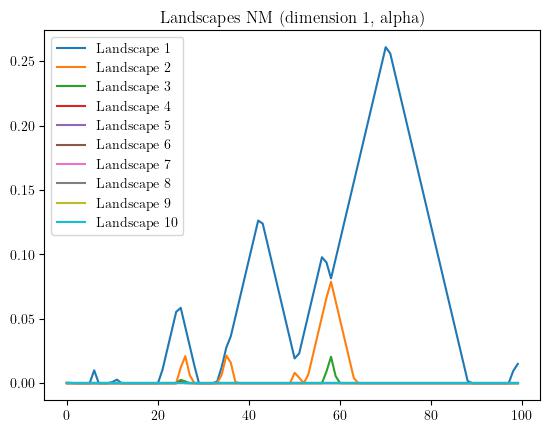 Landscapes NM (dimension 1, alpha)
Landscape 1
Landscape 2
Landscape 3
Landscape 4
Landscape 5
Landscape 6
Landscape 7
Landscape 8
Landscape 9
Landscape 10
0.25
0.20
0.15
0.10
0.05
0.00
0 20 40 60 80 100